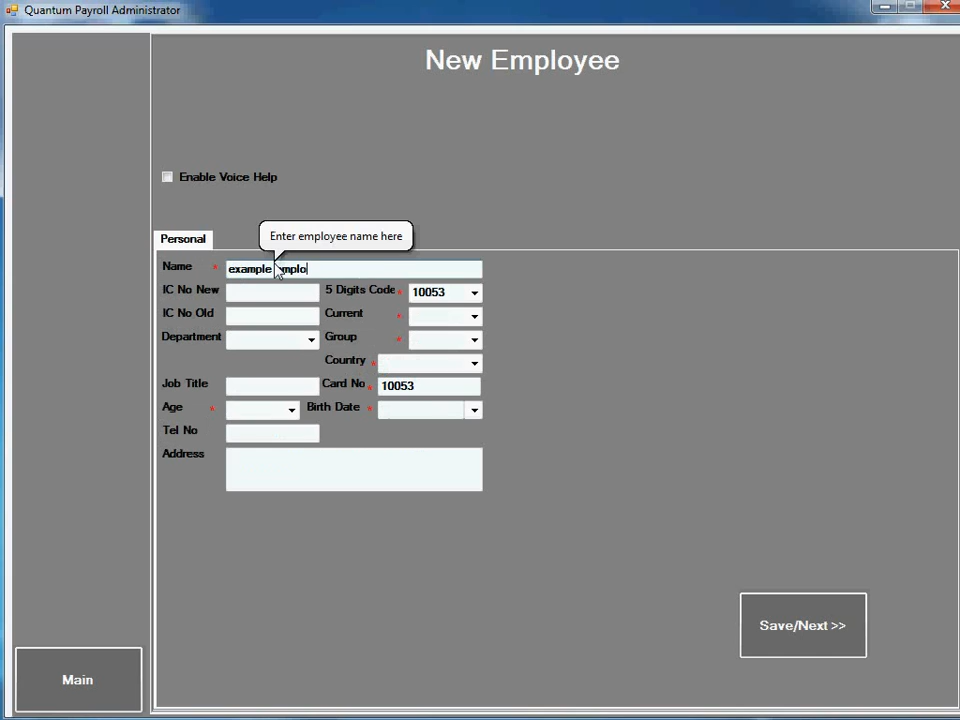 Quantum Payroll Administrator
New Employee
Enable Voice Help
Personal
Enter employee name here
Name * example mplo
IC No New 5 Digits Code * 10053
IC No Old Current *
Department Group *
Country *
Job Title Card No * 10053
Age * Birth Date *
Tel No
Address
Save/Next >>
Main